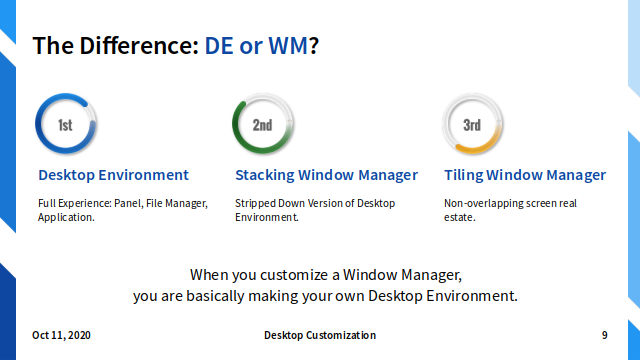 The Difference: DE or WM?
1st
2nd
3rd
Desktop Environment
Stacking Window Manager
Tiling Window Manager
Full Experience: Panel, File Manager,
Application.
Stripped Down Version of Desktop
Environment.
Non-overlapping screen real
estate.
When you customize a Window Manager,
you are basically making your own Desktop Environment.
Oct 11, 2020
Desktop Customization
9